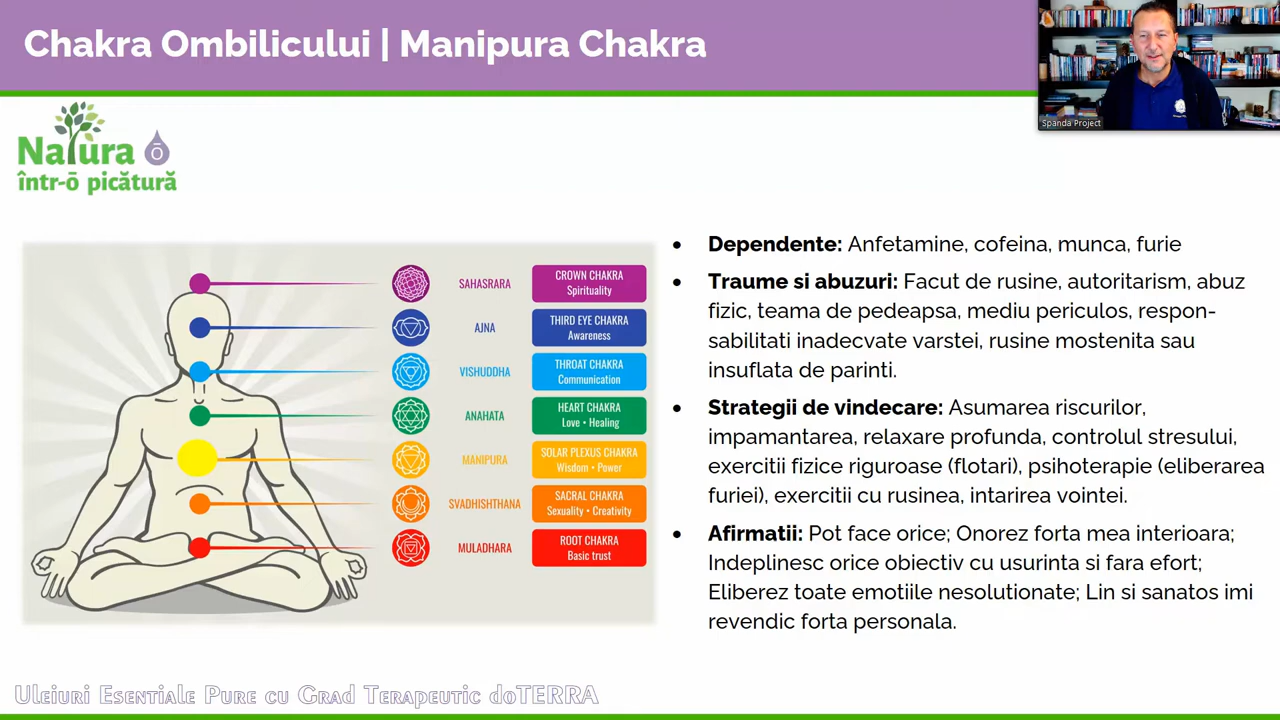 Chakra Ombilicului | Manipura Chakra
Spanda Project
Natura ō
într-ō picătură
SAHASRARA
CROWN CHAKRA
Spirituality
AJNA
THIRD EYE CHAKRA
Awareness
VISHUDDHA
THROAT CHAKRA
Communication
ANAHATA
HEART CHAKRA
Love • Healing
MANIPURA
SOLAR PLEXUS CHAKRA
Wisdom • Power
SVADHISHTHANA
SACRAL CHAKRA
Sexuality • Creativity
MULADHARA
ROOT CHAKRA
Basic trust
• Dependente: Anfetamine, cofeina, munca, furie
• Traume si abuzuri: Facut de rusine, autoritarism, abuz
fizic, teama de pedeapsa, mediu periculos, respon-
sabilitati inadecvate varstei, rusine mostenita sau
insuflata de parinti.
• Strategii de vindecare: Asumarea riscurilor,
impamantarea, relaxare profunda, controlul stresului,
exercitii fizice riguroase (flotari), psihoterapie (eliberarea
furiei), exercitii cu rusinea, intarirea vointei.
• Afirmatii: Pot face orice; Onorez forta mea interioara;
Indeplinesc orice obiectiv cu usurinta si fara efort;
Eliberez toate emotiile nesolutionate; Lin si sanatos imi
revendic forta personala.
Uleiuri Esentiale Pure cu Grad Terapeutic doTERRA